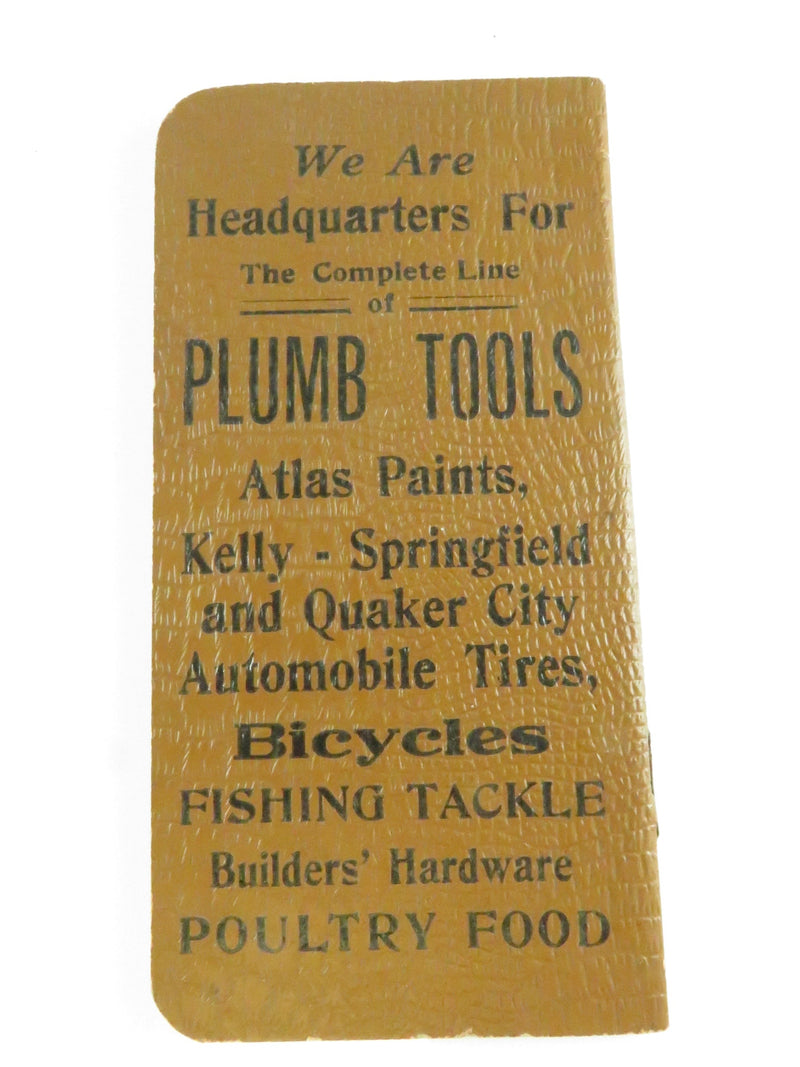 We Are
Headquarters For
The Complete Line
of
PLUMB TOOLS
Atlas Paints,
Kelly - Springfield
and Quaker City
Automobile Tires,
Bicycles
FISHING TACKLE
Builders' Hardware
POULTRY FOOD